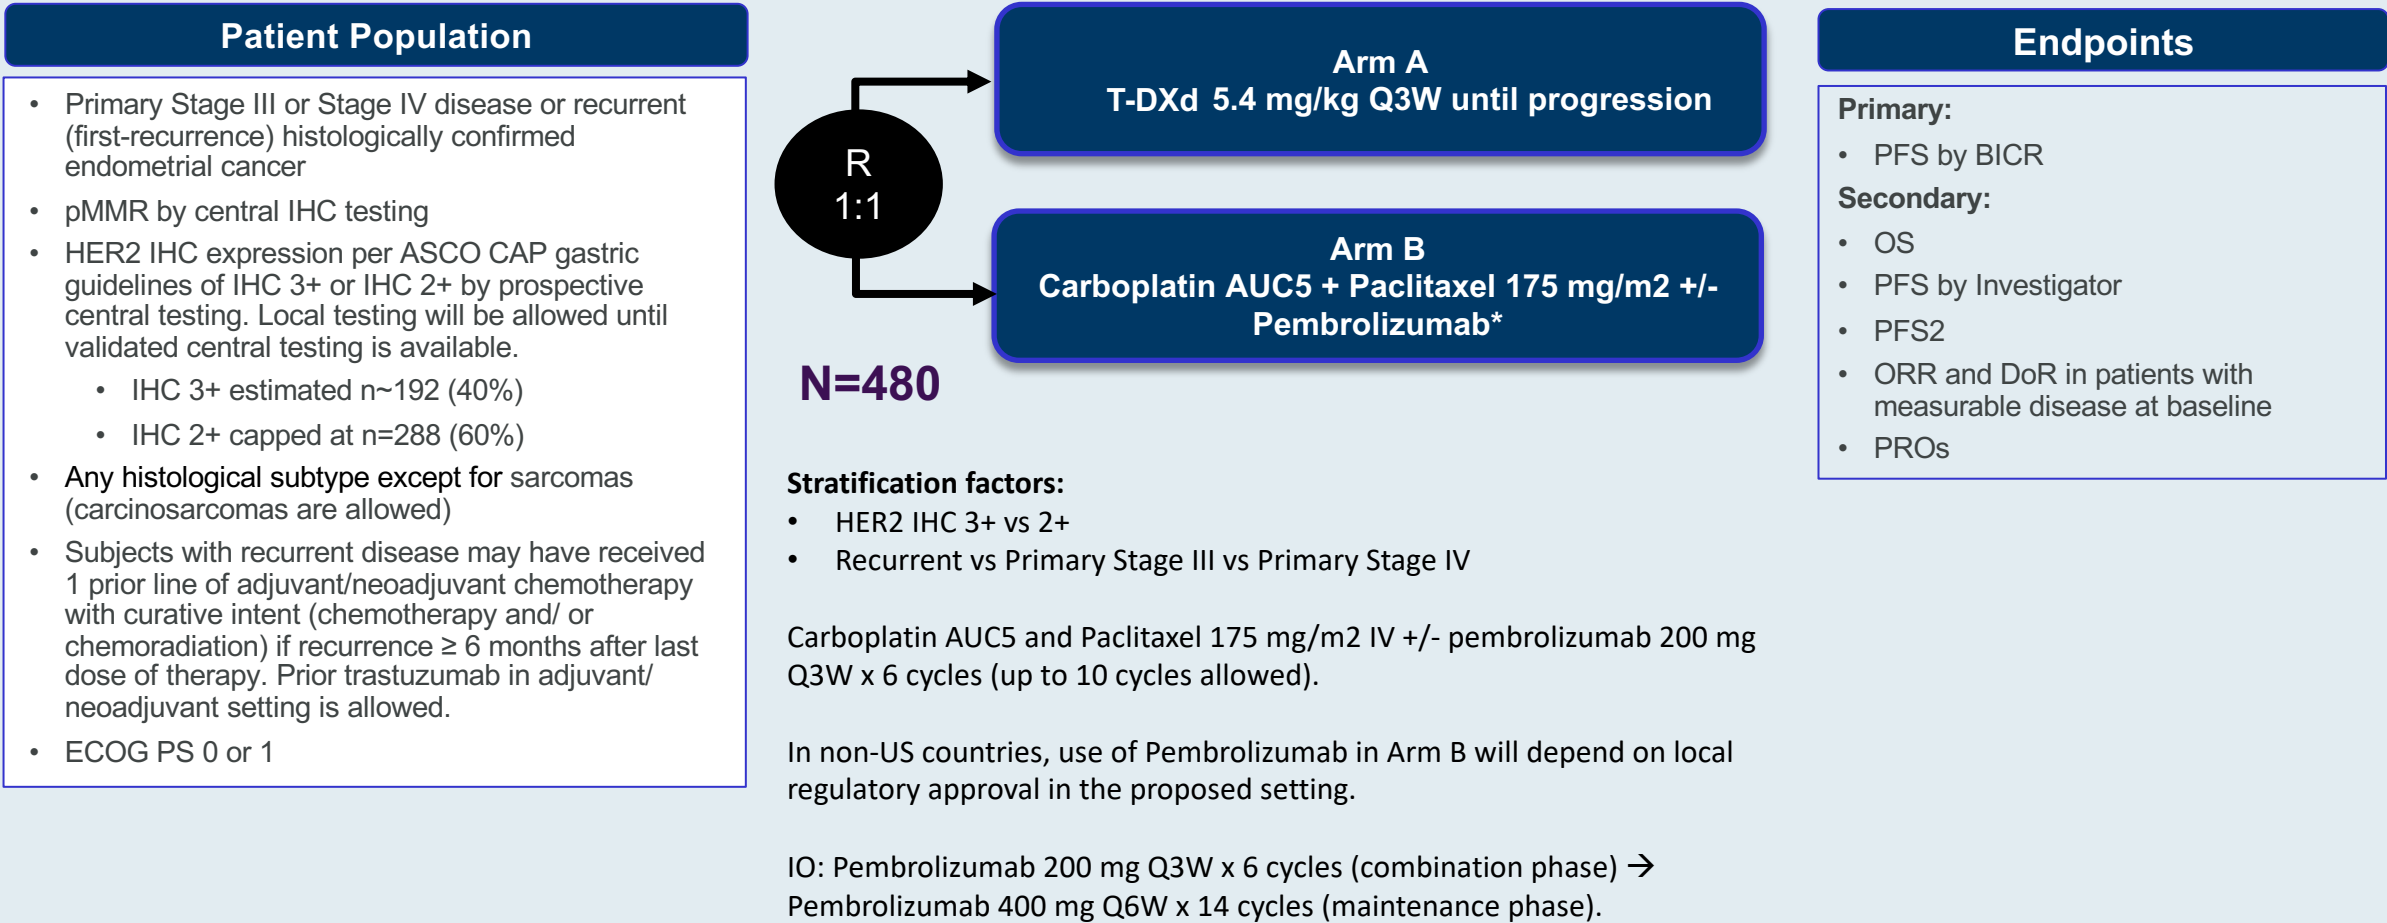 Patient Population
• Primary Stage III or Stage IV disease or recurrent
(first-recurrence) histologically confirmed
endometrial cancer
• pMMR by central IHC testing
• HER2 IHC expression per ASCO CAP gastric
guidelines of IHC 3+ or IHC 2+ by prospective
central testing. Local testing will be allowed until
validated central testing is available.
• IHC 3+ estimated n~192 (40%)
• IHC 2+ capped at n=288 (60%)
• Any histological subtype except for sarcomas
(carcinosarcomas are allowed)
• Subjects with recurrent disease may have received
1 prior line of adjuvant/neoadjuvant chemotherapy
with curative intent (chemotherapy and/ or
chemoradiation) if recurrence ≥ 6 months after last
dose of therapy. Prior trastuzumab in adjuvant/
neoadjuvant setting is allowed.
• ECOG PS 0 or 1
R
1:1
Arm A
T-DXd 5.4 mg/kg Q3W until progression
Arm B
Carboplatin AUC5 + Paclitaxel 175 mg/m2 +/-
Pembrolizumab*
N=480
Stratification factors:
• HER2 IHC 3+ vs 2+
• Recurrent vs Primary Stage III vs Primary Stage IV
Carboplatin AUC5 and Paclitaxel 175 mg/m2 IV +/- pembrolizumab 200 mg
Q3W x 6 cycles (up to 10 cycles allowed).
In non-US countries, use of Pembrolizumab in Arm B will depend on local
regulatory approval in the proposed setting.
IO: Pembrolizumab 200 mg Q3W x 6 cycles (combination phase) →
Pembrolizumab 400 mg Q6W x 14 cycles (maintenance phase).
Endpoints
Primary:
• PFS by BICR
Secondary:
• OS
• PFS by Investigator
• PFS2
• ORR and DoR in patients with
measurable disease at baseline
• PROs